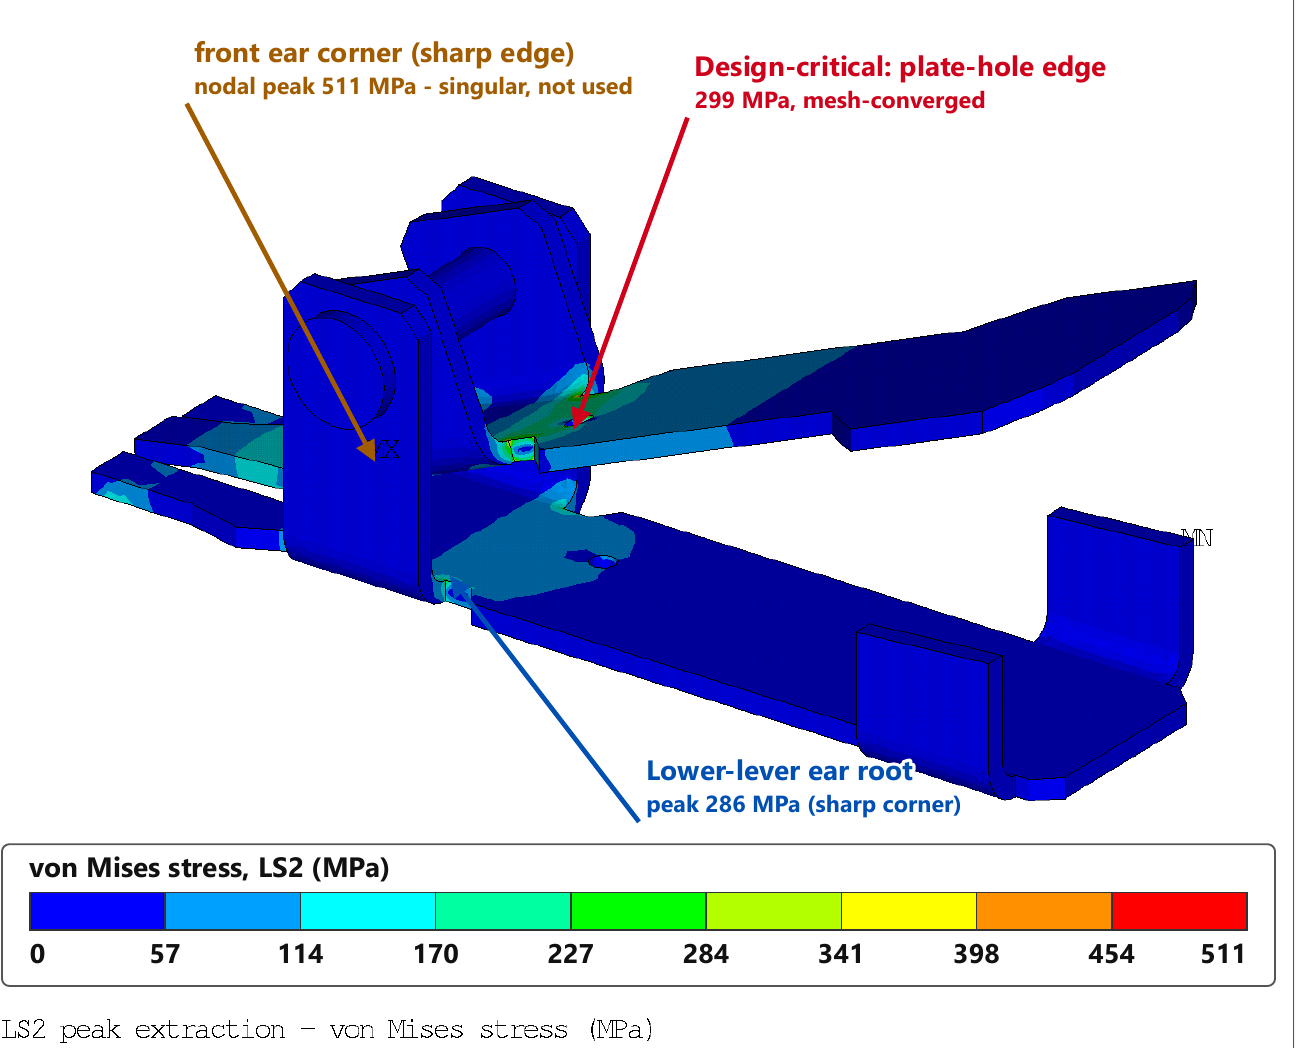 front ear corner (sharp edge)
nodal peak 511 MPa - singular, not used
Design-critical: plate-hole edge
299 MPa, mesh-converged
MN
Lower-lever ear root
peak 286 MPa (sharp corner)
von Mises stress, LS2 (MPa)
0 57 114 170 227 284 341 398 454 511
LS2 peak extraction - von Mises stress (MPa)